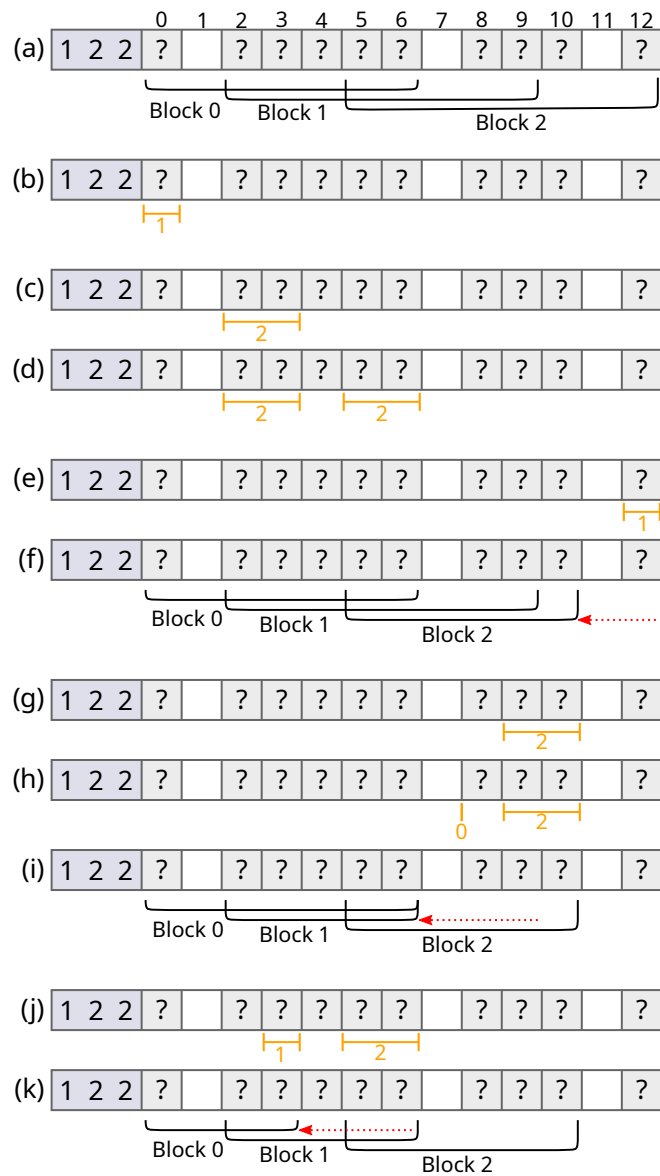 0 1 2 3 4 5 6 7 8 9 10 11 12
(a) 1 2 2 ? ? ? ? ? ? ? ? ? ?
Block 0 Block 1 Block 2
(b) 1 2 2 ? ? ? ? ? ? ? ? ? ?
1
(c) 1 2 2 ? ? ? ? ? ? ? ? ? ?
2
(d) 1 2 2 ? ? ? ? ? ? ? ? ? ?
2 2
(e) 1 2 2 ? ? ? ? ? ? ? ? ? ?
1
(f) 1 2 2 ? ? ? ? ? ? ? ? ? ?
Block 0 Block 1 Block 2
(g) 1 2 2 ? ? ? ? ? ? ? ? ? ?
2
(h) 1 2 2 ? ? ? ? ? ? ? ? ? ?
0 2
(i) 1 2 2 ? ? ? ? ? ? ? ? ? ?
Block 0 Block 1 Block 2
(j) 1 2 2 ? ? ? ? ? ? ? ? ? ?
1 2
(k) 1 2 2 ? ? ? ? ? ? ? ? ? ?
Block 0 Block 1 Block 2